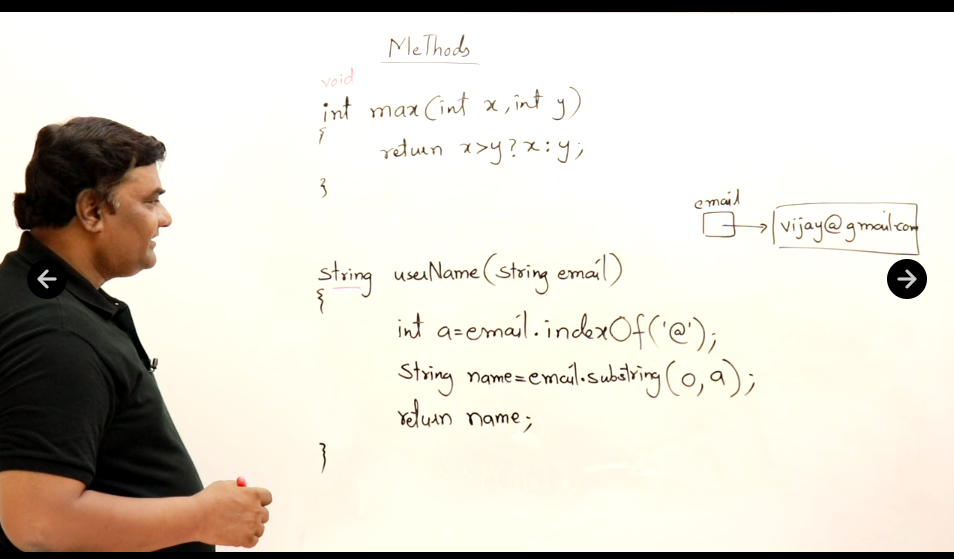 MeThods
void
int max(int x, int y)
{
return x>y?x:y;
}
email
vijay@gmail.com
string userName(string email)
{
int a=email.indexOf('@');
String name=email.substring(0,a);
return name;
}